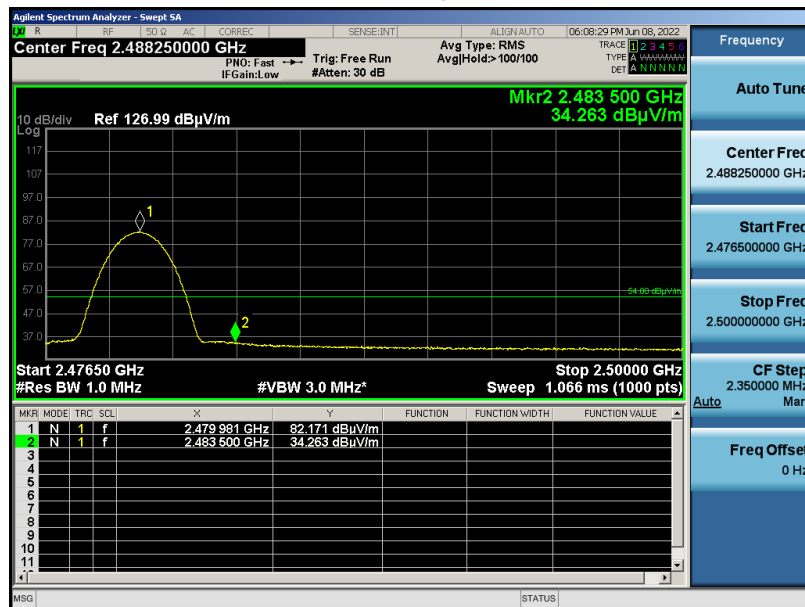 Agilent Spectrum Analyzer - Swept SA
LXI R RF 50 Ω AC CORREC SENSE:INT ALIGN AUTO 06:08:29 PM Jun 08, 2022
Center Freq 2.488250000 GHz
PNO: Fast
IFGain:Low
Trig: Free Run
#Atten: 30 dB
Avg Type: RMS
Avg|Hold:>100/100
TRACE 1 2 3 4 5 6
TYPE A WWWWW
DET A N N N N N
Mkr2 2.483 500 GHz
34.263 dBµV/m
10 dB/div
Log
Ref 126.99 dBµV/m
117
107
97.0
87.0
77.0
67.0
57.0
47.0
37.0
1
2
54.00 dBµV/m
Start 2.47650 GHz
#Res BW 1.0 MHz
#VBW 3.0 MHz*
Stop 2.50000 GHz
Sweep 1.066 ms (1000 pts)
MKR MODE TRC SCL X Y FUNCTION FUNCTION WIDTH FUNCTION VALUE
1 N 1 f 2.479 981 GHz 82.171 dBµV/m
2 N 1 f 2.483 500 GHz 34.263 dBµV/m
3
4
5
6
7
8
9
10
11
MSG
STATUS
Frequency
Auto Tune
Center Freq
2.488250000 GHz
Start Freq
2.476500000 GHz
Stop Freq
2.500000000 GHz
CF Step
2.350000 MHz
Auto Man
Freq Offset
0 Hz